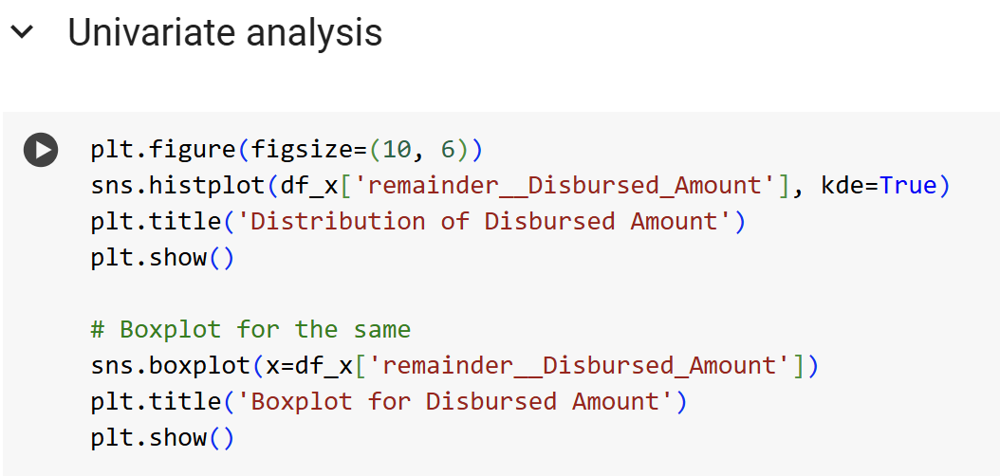 Univariate analysis
plt.figure(figsize=(10, 6))
sns.histplot(df_x['remainder__Disbursed_Amount'], kde=True)
plt.title('Distribution of Disbursed Amount')
plt.show()
# Boxplot for the same
sns.boxplot(x=df_x['remainder__Disbursed_Amount'])
plt.title('Boxplot for Disbursed Amount')
plt.show()